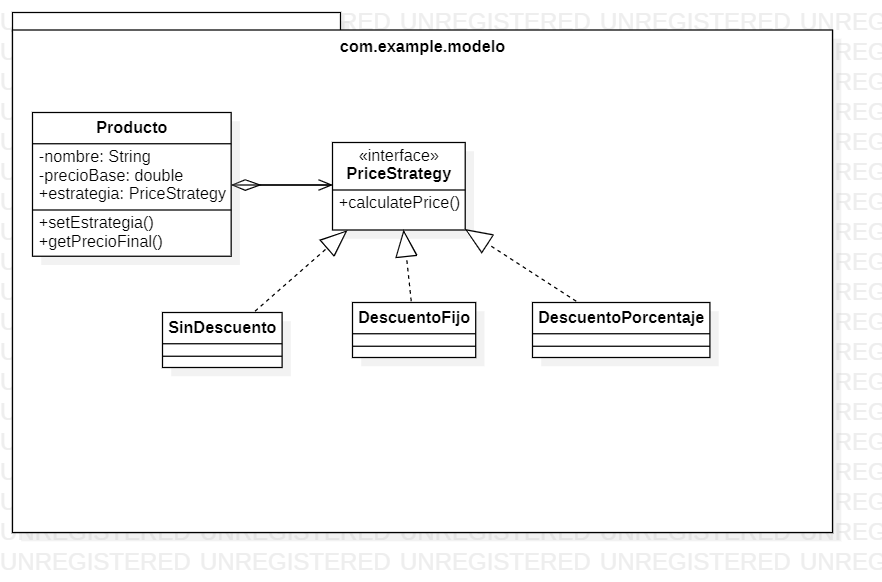 com.example.modelo
Producto
-nombre: String
-precioBase: double
+estrategia: PriceStrategy
+setEstrategia()
+getPrecioFinal()
«interface»
PriceStrategy
+calculatePrice()
SinDescuento
DescuentoFijo
DescuentoPorcentaje
UNREGISTERED UNREGISTERED UNREGISTERED UNREGISTERED UNREG